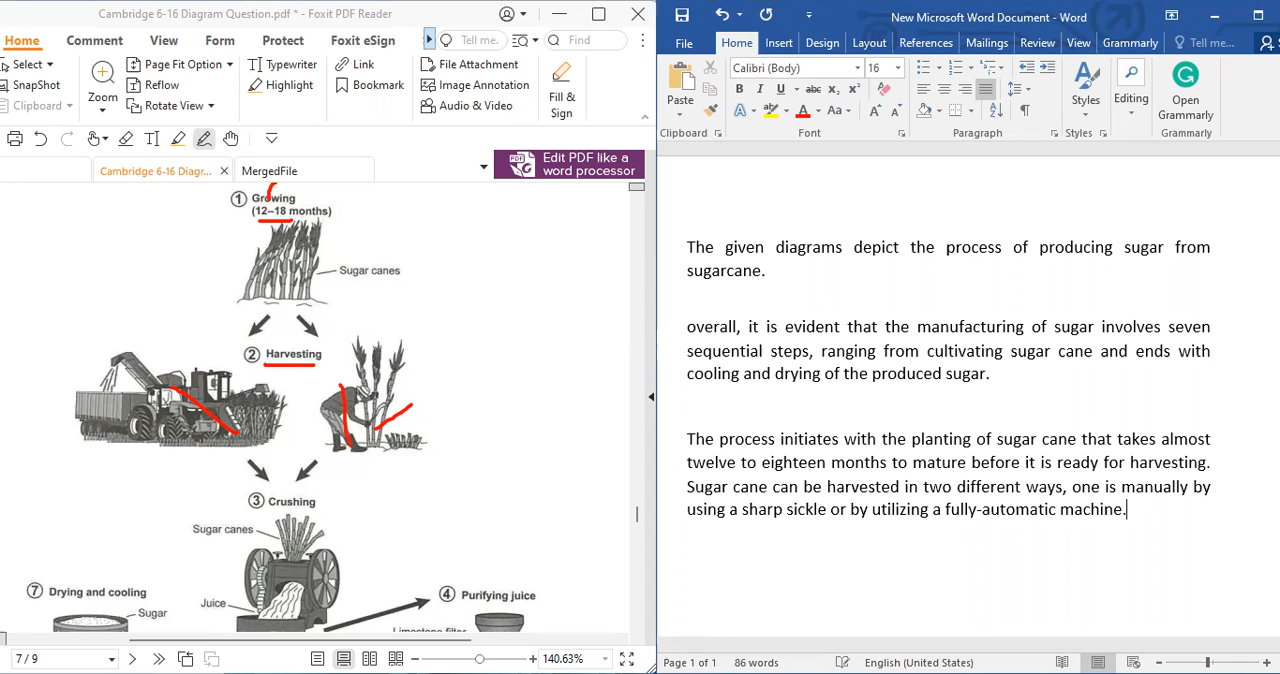 Cambridge 6-16 Diagram Question.pdf * - Foxit PDF Reader
Home Comment View Form Protect Foxit eSign Tell me. Find
Select
SnapShot
Clipboard
Zoom
Page Fit Option
Reflow
Rotate View
Typewriter
Highlight
Link
Bookmark
File Attachment
Image Annotation
Audio & Video
Fill &
Sign
Cambridge 6-16 Diagr... MergedFile
PDF
Edit PDF like a
word processor
1 Growing
(12–18 months)
Sugar canes
2 Harvesting
3 Crushing
Sugar canes
Juice
7 Drying and cooling
Sugar
4 Purifying juice
Limestone filter
7 / 9 140.63%
New Microsoft Word Document - Word
File Home Insert Design Layout References Mailings Review View Grammarly Tell me...
Paste
Calibri (Body) 16
B I U abc x₂ x²
A A Aa A A
Styles
Editing
Open
Grammarly
Clipboard Font Paragraph Styles Grammarly
The given diagrams depict the process of producing sugar from
sugarcane.
overall, it is evident that the manufacturing of sugar involves seven
sequential steps, ranging from cultivating sugar cane and ends with
cooling and drying of the produced sugar.
The process initiates with the planting of sugar cane that takes almost
twelve to eighteen months to mature before it is ready for harvesting.
Sugar cane can be harvested in two different ways, one is manually by
using a sharp sickle or by utilizing a fully-automatic machine.
Page 1 of 1 86 words English (United States)